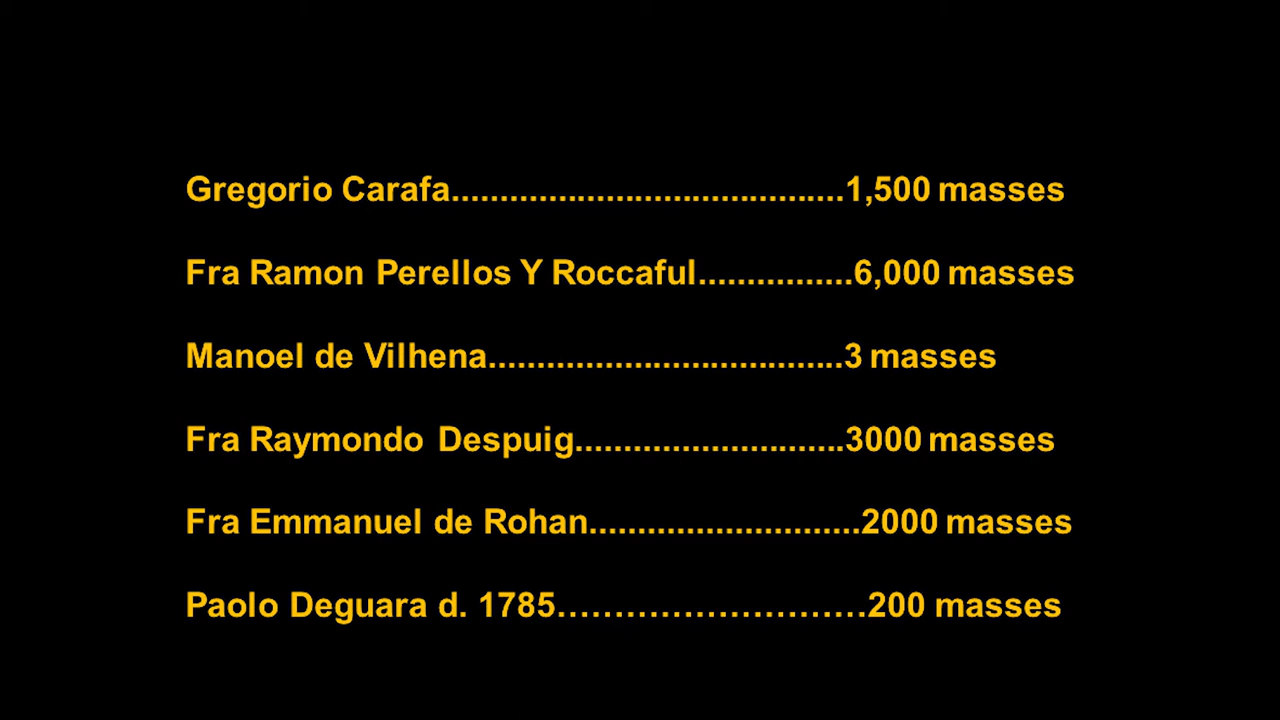 Gregorio Carafa........................................1,500 masses
Fra Ramon Perellos Y Roccaful................6,000 masses
Manoel de Vilhena....................................3 masses
Fra Raymondo Despuig...........................3000 masses
Fra Emmanuel de Rohan...........................2000 masses
Paolo Deguara d. 1785…………………………200 masses